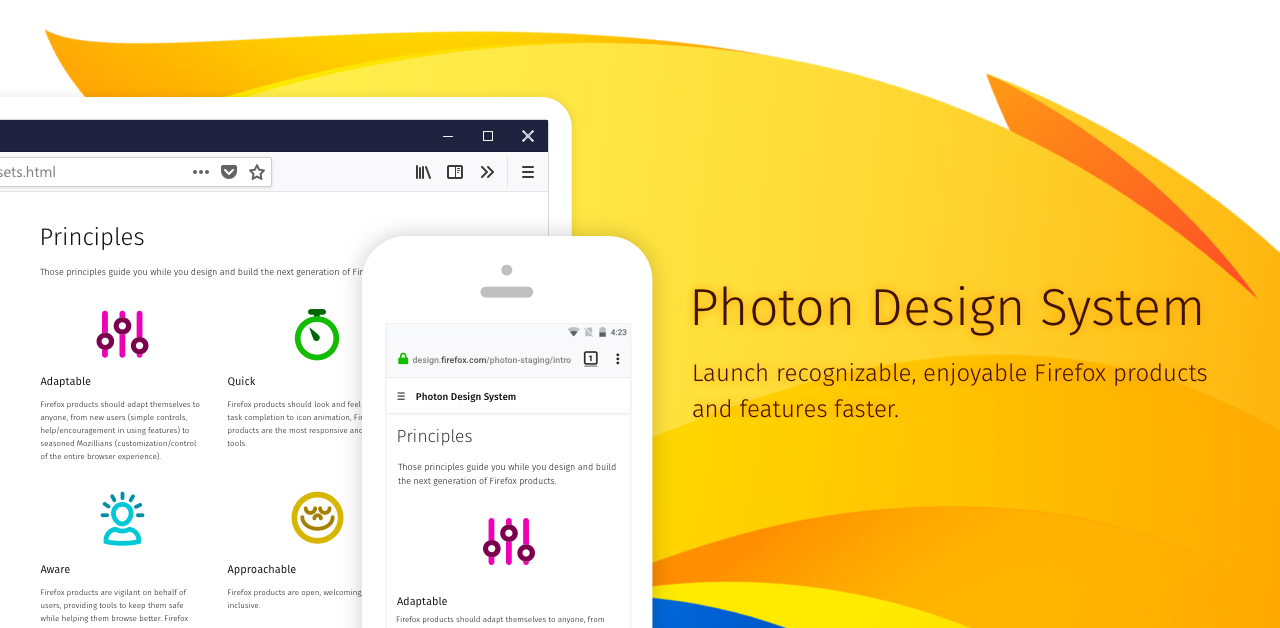 sets.html
Principles
Those principles guide you while you design and build the next generation of Fir
Adaptable
Firefox products should adapt themselves to
anyone, from new users (simple controls,
help/encouragement in using features) to
seasoned Mozillians (customization/control
of the entire browser experience).
Quick
Firefox products should look and feel
task completion to icon animation, Fir
products are the most responsive and
tools.
Aware
Firefox products are vigilant on behalf of
users, providing tools to keep them safe
while helping them browse better. Firefox
Approachable
Firefox products are open, welcoming,
inclusive.
4:23
design.firefox.com/photon-staging/intro
1
Photon Design System
Principles
Those principles guide you while you design and build
the next generation of Firefox products.
Adaptable
Firefox products should adapt themselves to anyone, from
Photon Design System
Launch recognizable, enjoyable Firefox products
and features faster.